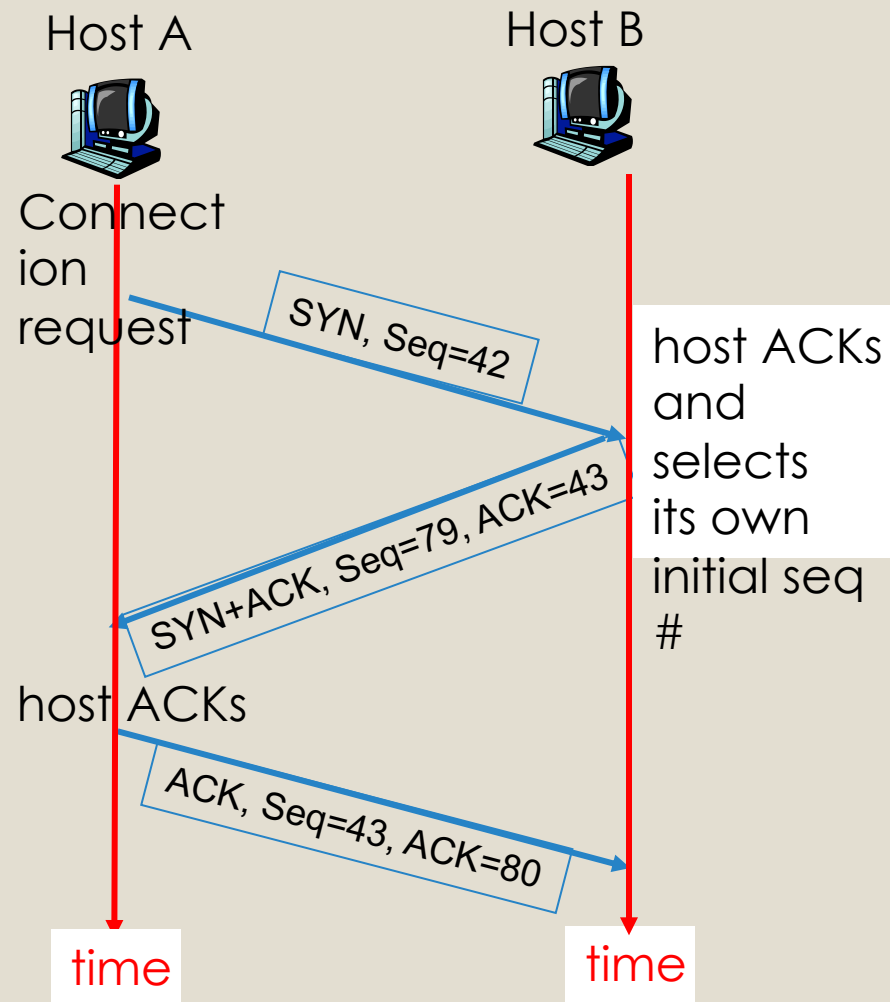 Host A
Host B
Connect
ion
request
SYN, Seq=42
host ACKs
and
selects
its own
initial seq
#
SYN+ACK, Seq=79, ACK=43
host ACKs
ACK, Seq=43, ACK=80
time
time